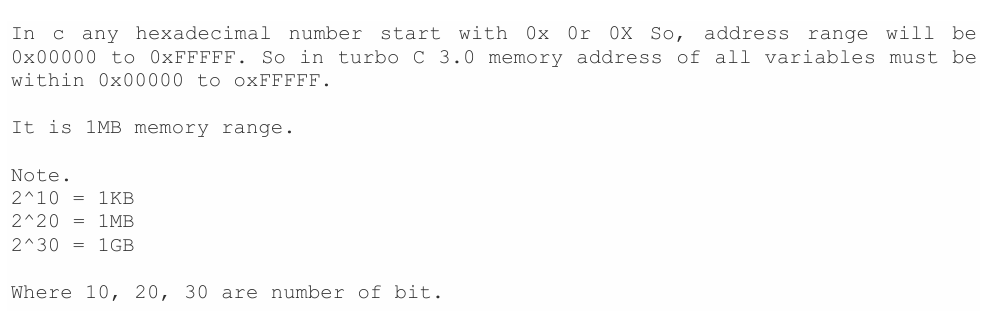 In c any hexadecimal number start with 0x 0r 0X So, address range will be
0x00000 to 0xFFFFF. So in turbo C 3.0 memory address of all variables must be
within 0x00000 to oxFFFFF.
It is 1MB memory range.
Note.
2^10 = 1KB
2^20 = 1MB
2^30 = 1GB
Where 10, 20, 30 are number of bit.